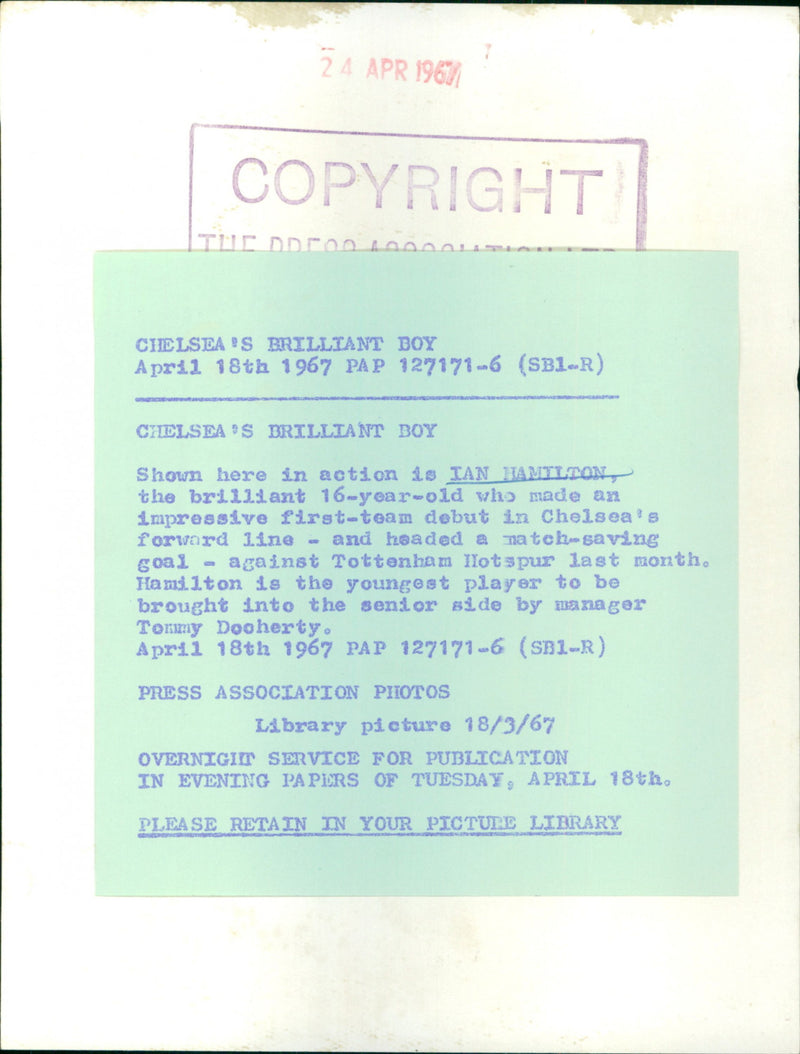 24 APR 1967
COPYRIGHT
THE PRESS ASSOCIATION LTD
CHELSEA'S BRILLIANT BOY
April 18th 1967 PAP 127171-6 (SB1-R)
CHELSEA'S BRILLIANT BOY
Shown here in action is IAN HAMILTON,
the brilliant 16-year-old who made an
impressive first-team debut in Chelsea's
forward line - and headed a match-saving
goal - against Tottenham Hotspur last month.
Hamilton is the youngest player to be
brought into the senior side by manager
Tommy Docherty.
April 18th 1967 PAP 127171-6 (SB1-R)
PRESS ASSOCIATION PHOTOS
Library picture 18/3/67
OVERNIGHT SERVICE FOR PUBLICATION
IN EVENING PAPERS OF TUESDAY, APRIL 18th.
PLEASE RETAIN IN YOUR PICTURE LIBRARY